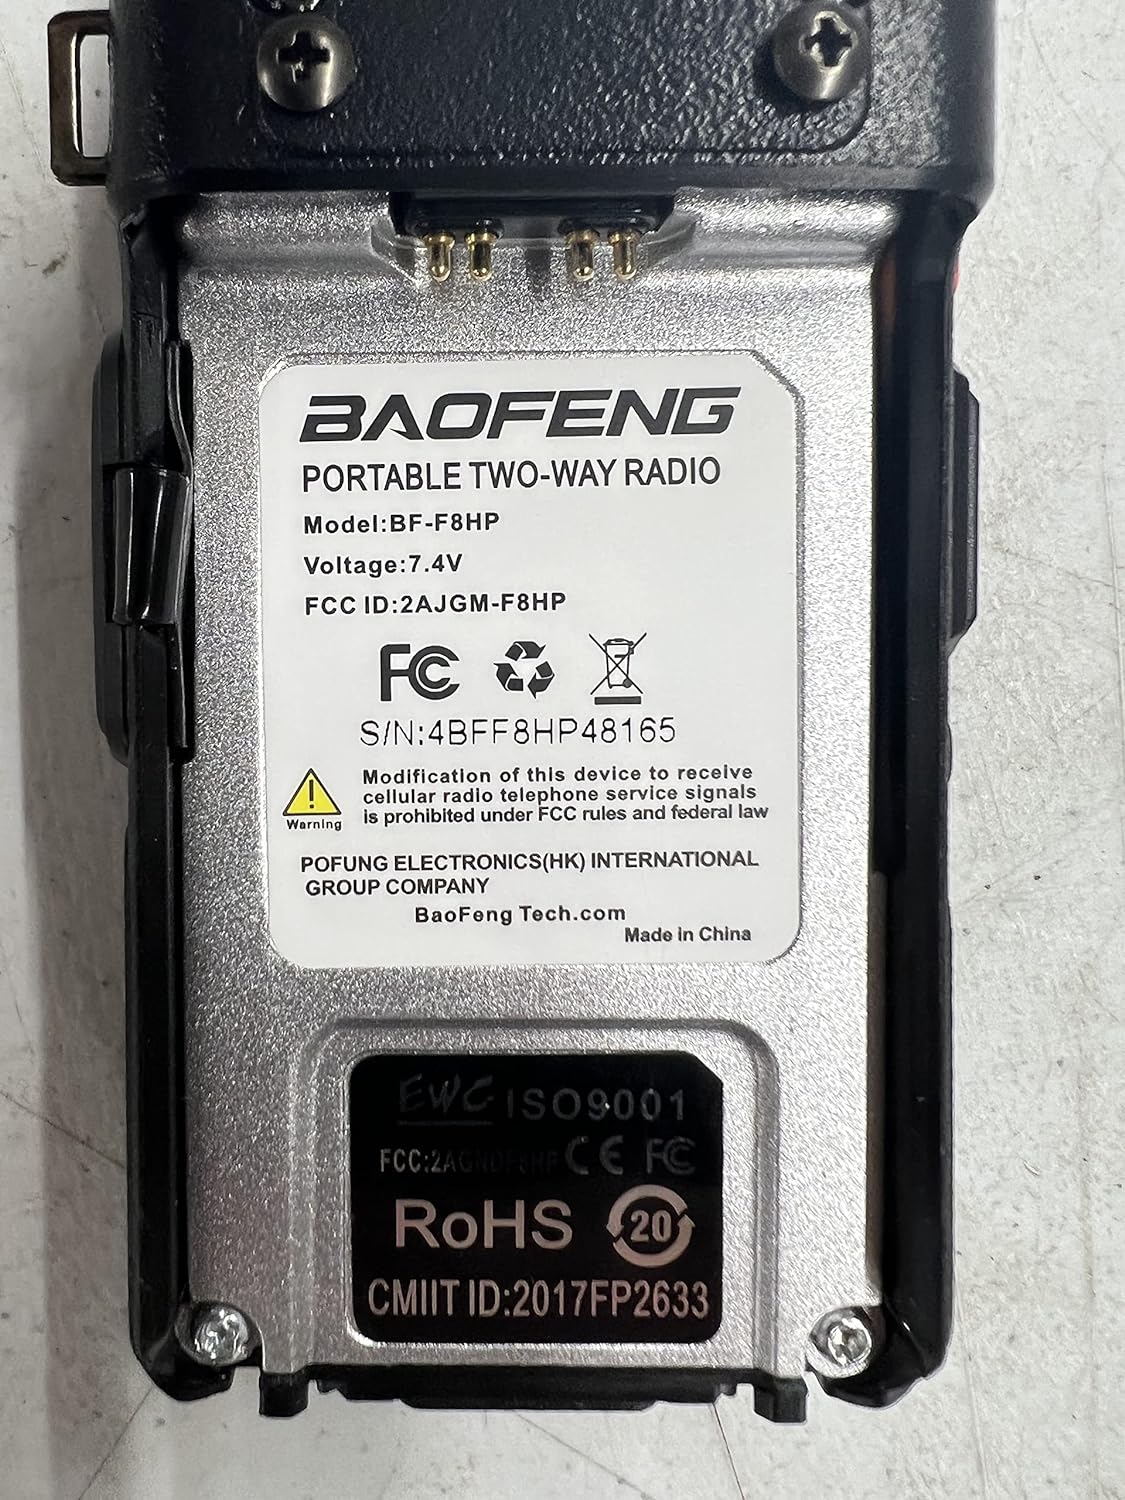 BAOFENG
PORTABLE TWO-WAY RADIO
Model:BF-F8HP
Voltage:7.4V
FCC ID:2AJGM-F8HP
FC
S/N:4BFF8HP48165
Modification of this device to receive
cellular radio telephone service signals
is prohibited under FCC rules and federal law
Warning
POFUNG ELECTRONICS(HK) INTERNATIONAL
GROUP COMPANY
BaoFeng Tech.com
Made in China
EWC ISO9001
FCC:2AGNDF8HP CE FC
RoHS 20
CMIIT ID:2017FP2633